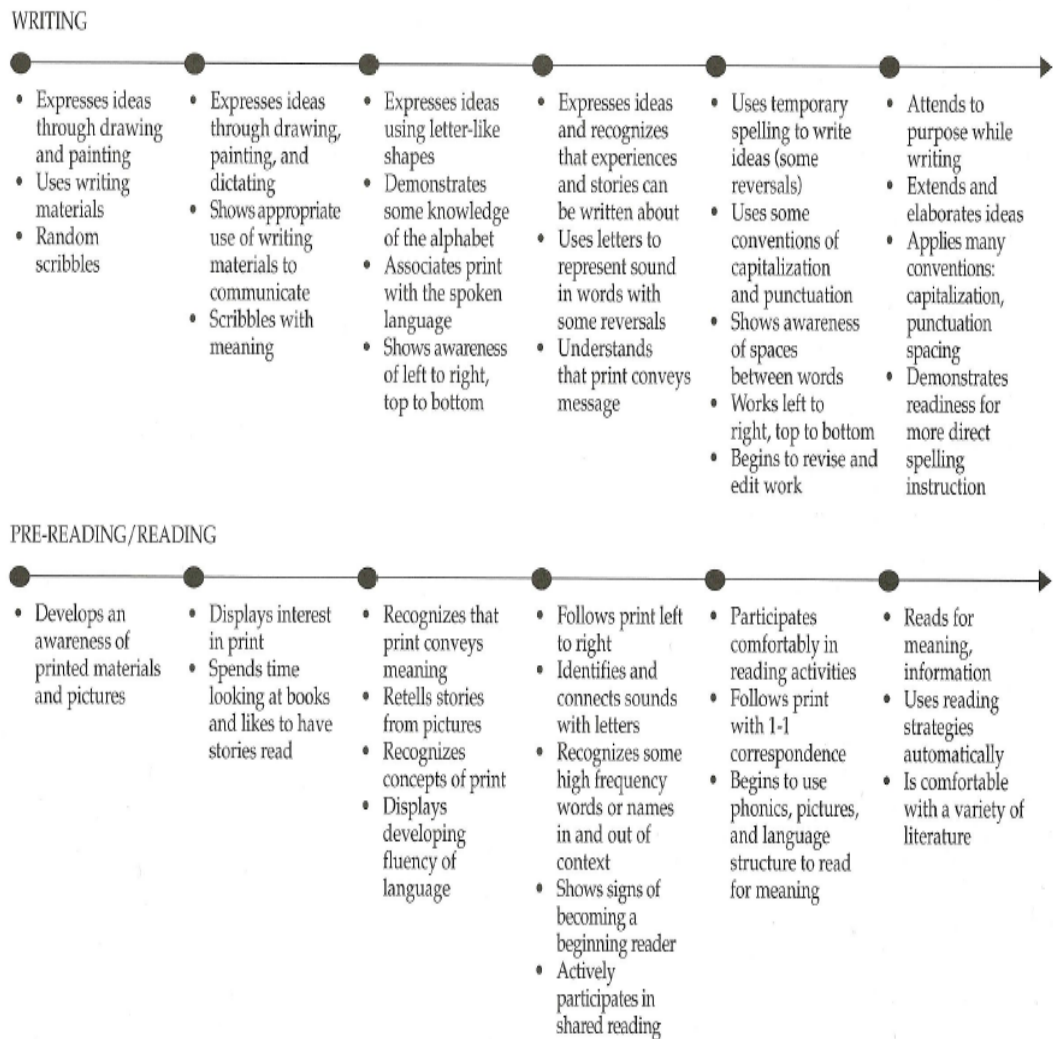 WRITING
• Expresses ideas
through drawing
and painting
• Uses writing
materials
• Random
scribbles
• Expresses ideas
through drawing,
painting, and
dictating
• Shows appropriate
use of writing
materials to
communicate
• Scribbles with
meaning
• Expresses ideas
using letter-like
shapes
• Demonstrates
some knowledge
of the alphabet
• Associates print
with the spoken
language
• Shows awareness
of left to right,
top to bottom
• Expresses ideas
and recognizes
that experiences
and stories can
be written about
• Uses letters to
represent sound
in words with
some reversals
• Understands
that print conveys
message
• Uses temporary
spelling to write
ideas (some
reversals)
• Uses some
conventions of
capitalization
and punctuation
• Shows awareness
of spaces
between words
• Works left to
right, top to bottom
• Begins to revise and
edit work
• Attends to
purpose while
writing
• Extends and
elaborates ideas
• Applies many
conventions:
capitalization,
punctuation
spacing
• Demonstrates
readiness for
more direct
spelling
instruction
PRE-READING/READING
• Develops an
awareness of
printed materials
and pictures
• Displays interest
in print
• Spends time
looking at books
and likes to have
stories read
• Recognizes that
print conveys
meaning
• Retells stories
from pictures
• Recognizes
concepts of print
• Displays
developing
fluency of
language
• Follows print left
to right
• Identifies and
connects sounds
with letters
• Recognizes some
high frequency
words or names
in and out of
context
• Shows signs of
becoming a
beginning reader
• Actively
participates in
shared reading
• Participates
comfortably in
reading activities
• Follows print
with 1-1
correspondence
• Begins to use
phonics, pictures,
and language
structure to read
for meaning
• Reads for
meaning,
information
• Uses reading
strategies
automatically
• Is comfortable
with a variety of
literature